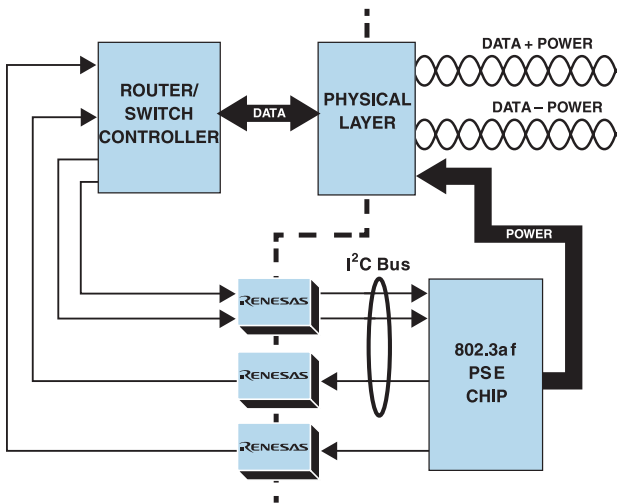 ROUTER/
SWITCH
CONTROLLER
DATA
PHYSICAL
LAYER
DATA + POWER
DATA – POWER
POWER
I²C Bus
RENESAS
RENESAS
RENESAS
802.3af
PSE
CHIP